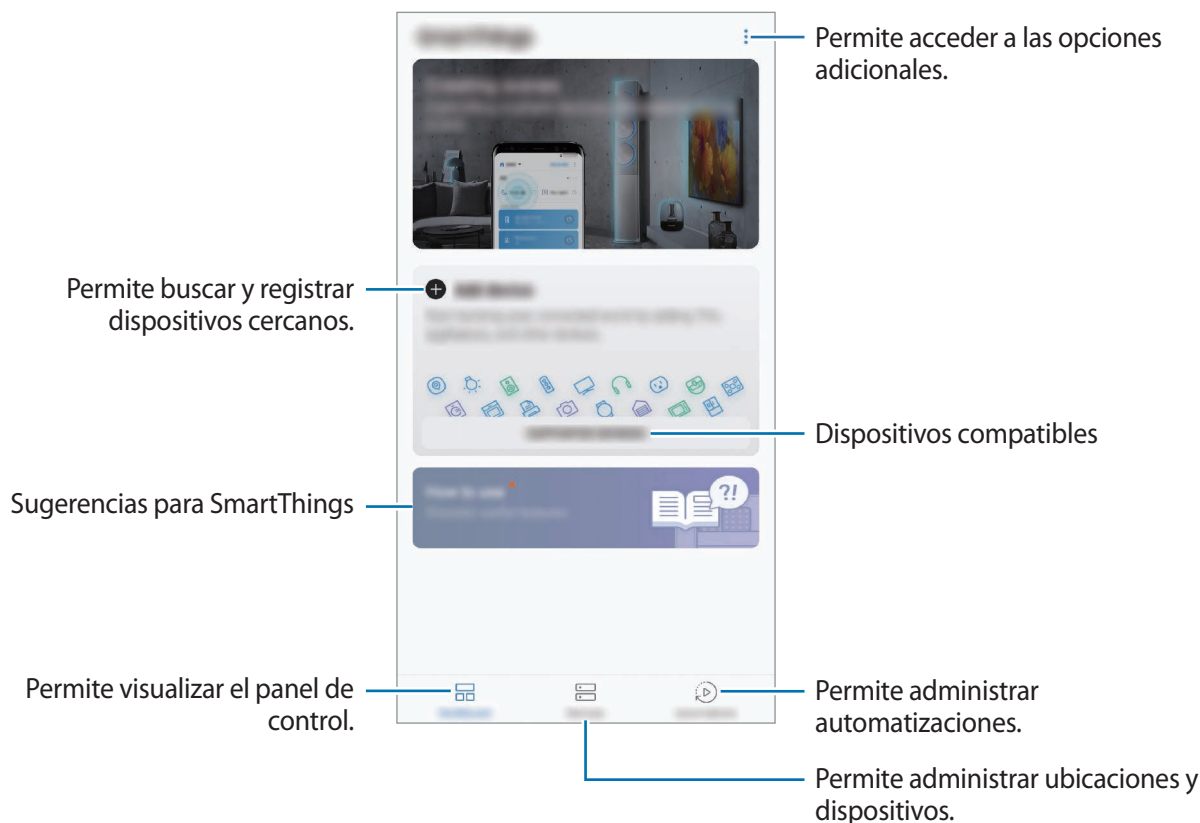 Permite acceder a las opciones
adicionales.
Permite buscar y registrar
dispositivos cercanos.
?!
Dispositivos compatibles
Sugerencias para SmartThings
Permite visualizar el panel de
control.
Permite administrar
automatizaciones.
Permite administrar ubicaciones y
dispositivos.